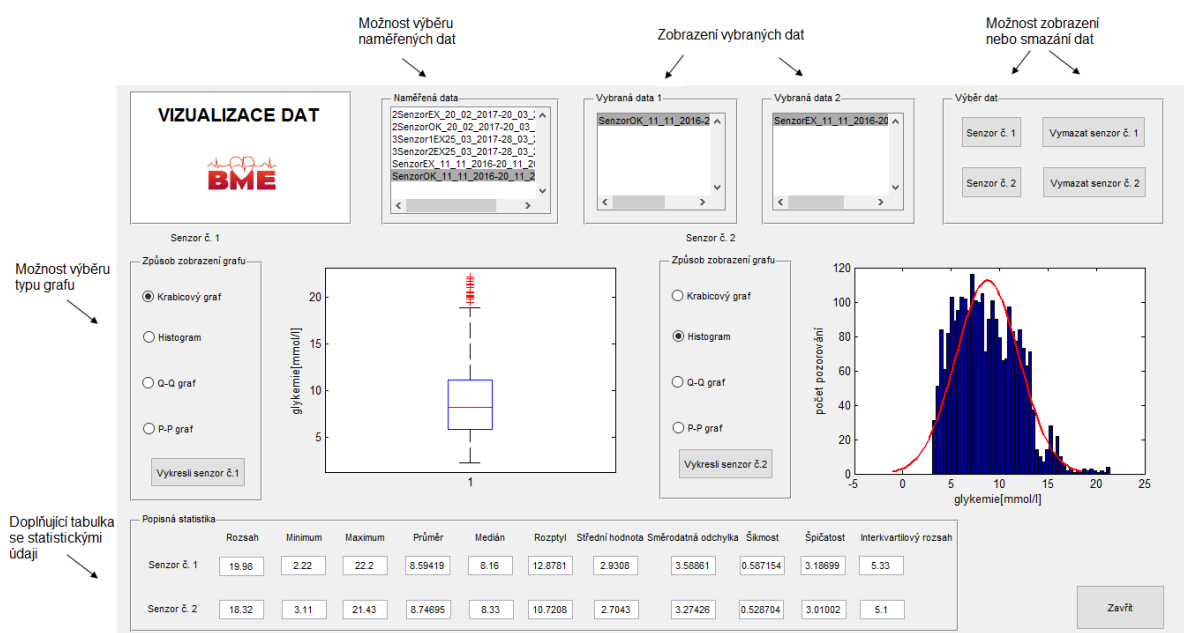 Možnost výběru
naměřených dat
Zobrazení vybraných dat
Možnost zobrazení
nebo smazání dat
VIZUALIZACE DAT
BME
Naměřená data
2SenzorEX_20_02_2017-20_03_
2SenzorOK_20_02_2017-20_03_
3Senzor1EX25_03_2017-28_03_
3Senzor2EX25_03_2017-28_03_
SenzorEX_11_11_2016-20_11_20
SenzorOK_11_11_2016-20_11_2
Vybraná data 1
SenzorOK_11_11_2016-2
Vybraná data 2
SenzorEX_11_11_2016-20
Výběr dat
Senzor č. 1 Vymazat senzor č. 1
Senzor č. 2 Vymazat senzor č. 2
Možnost výběru
typu grafu
Senzor č. 1
Způsob zobrazení grafu
Krabicový graf
Histogram
Q-Q graf
P-P graf
Vykresli senzor č.1
glykemie[mmol/l]
20
15
10
5
1
Senzor č. 2
Způsob zobrazení grafu
Krabicový graf
Histogram
Q-Q graf
P-P graf
Vykresli senzor č.2
počet pozorování
120
100
80
60
40
20
0
-5 0 5 10 15 20 25
glykemie[mmol/l]
Doplňující tabulka
se statistickými
údaji
Popisná statistika
Rozsah Minimum Maximum Průměr Medián Rozptyl Střední hodnota Směrodatná odchylka Šikmost Špičatost Interkvartilový rozsah
Senzor č. 1 19.98 2.22 22.2 8.59419 8.16 12.8781 2.9308 3.58861 0.587154 3.18699 5.33
Senzor č. 2 18.32 3.11 21.43 8.74695 8.33 10.7208 2.7043 3.27426 0.528704 3.01002 5.1
Zavřít